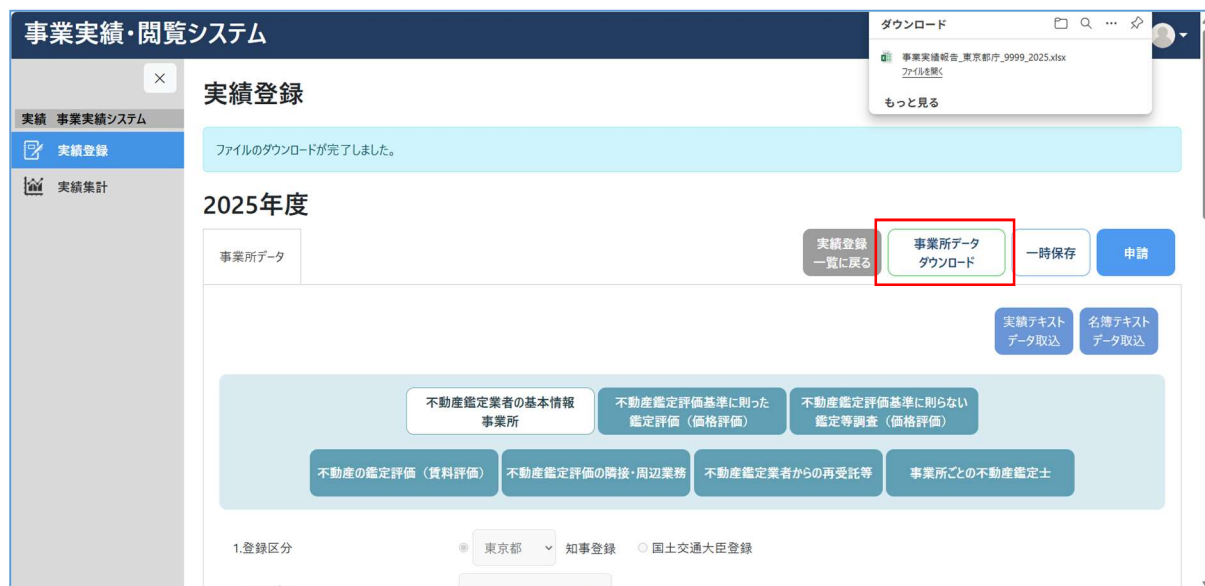 事業実績・閲覧システム
ダウンロード
事業実績報告_東京都庁_9999_2025.xlsx
ファイルを開く
もっと見る
実績 事業実績システム
実績登録
実績集計
実績登録
ファイルのダウンロードが完了しました。
2025年度
事業所データ
実績登録
一覧に戻る
事業所データ
ダウンロード
一時保存
申請
実績テキスト
データ取込
名簿テキスト
データ取込
不動産鑑定業者の基本情報
事業所
不動産鑑定評価基準に則った
鑑定評価（価格評価）
不動産鑑定評価基準に則らない
鑑定等調査（価格評価）
不動産の鑑定評価（賃料評価）
不動産鑑定評価の隣接・周辺業務
不動産鑑定業者からの再受託等
事業所ごとの不動産鑑定士
1.登録区分
東京都
知事登録
国土交通大臣登録